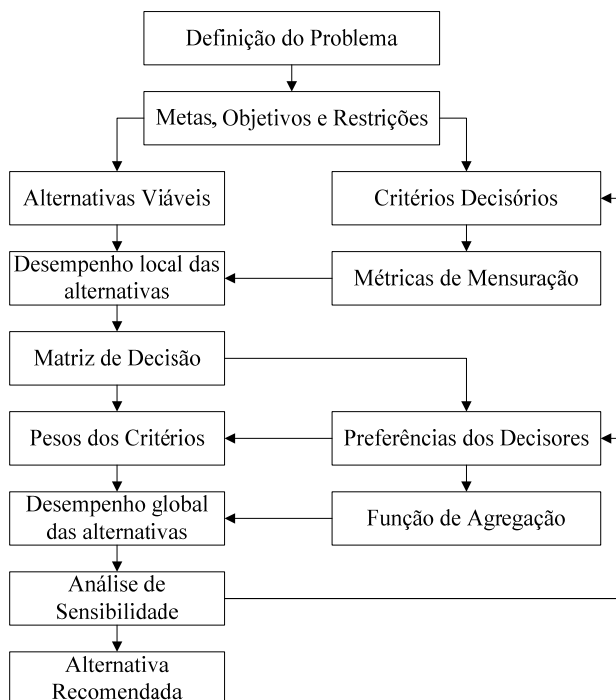 Definição do Problema
Metas, Objetivos e Restrições
Alternativas Viáveis
Critérios Decisórios
Desempenho local das
alternativas
Métricas de Mensuração
Matriz de Decisão
Pesos dos Critérios
Preferências dos Decisores
Desempenho global
das alternativas
Função de Agregação
Análise de
Sensibilidade
Alternativa
Recomendada